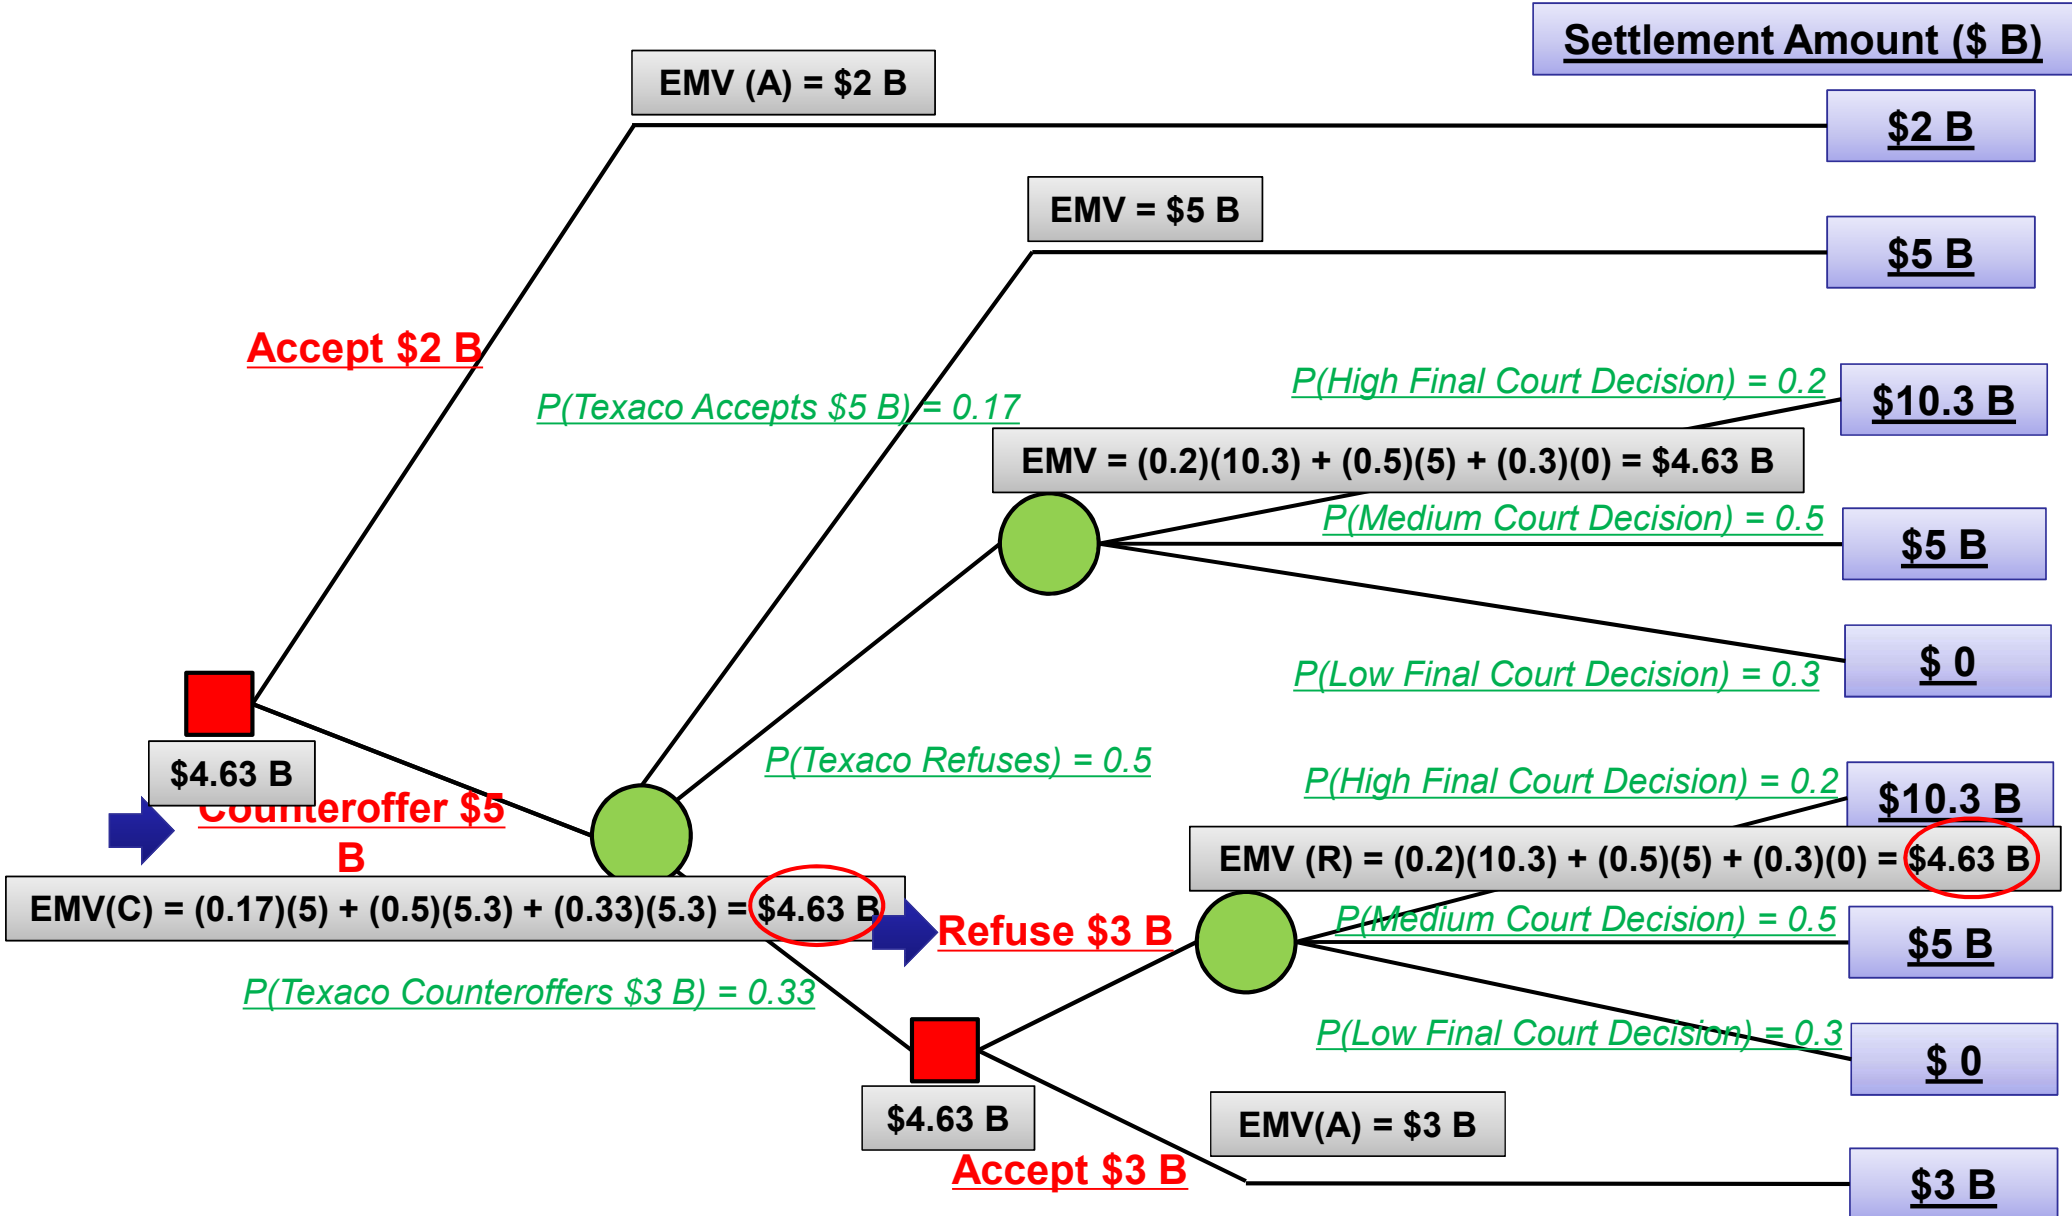 Settlement Amount ($ B)
EMV (A) = $2 B
$2 B
EMV = $5 B
$5 B
Accept $2 B
P(Texaco Accepts $5 B) = 0.17
P(High Final Court Decision) = 0.2
$10.3 B
EMV = (0.2)(10.3) + (0.5)(5) + (0.3)(0) = $4.63 B
P(Medium Court Decision) = 0.5
$5 B
P(Low Final Court Decision) = 0.3
$ 0
$4.63 B
P(Texaco Refuses) = 0.5
Counteroffer $5
B
P(High Final Court Decision) = 0.2
$10.3 B
EMV (R) = (0.2)(10.3) + (0.5)(5) + (0.3)(0) = $4.63 B
EMV(C) = (0.17)(5) + (0.5)(5.3) + (0.33)(5.3) = $4.63 B
Refuse $3 B
P(Medium Court Decision) = 0.5
$5 B
P(Texaco Counteroffers $3 B) = 0.33
P(Low Final Court Decision) = 0.3
$ 0
$4.63 B
EMV(A) = $3 B
Accept $3 B
$3 B